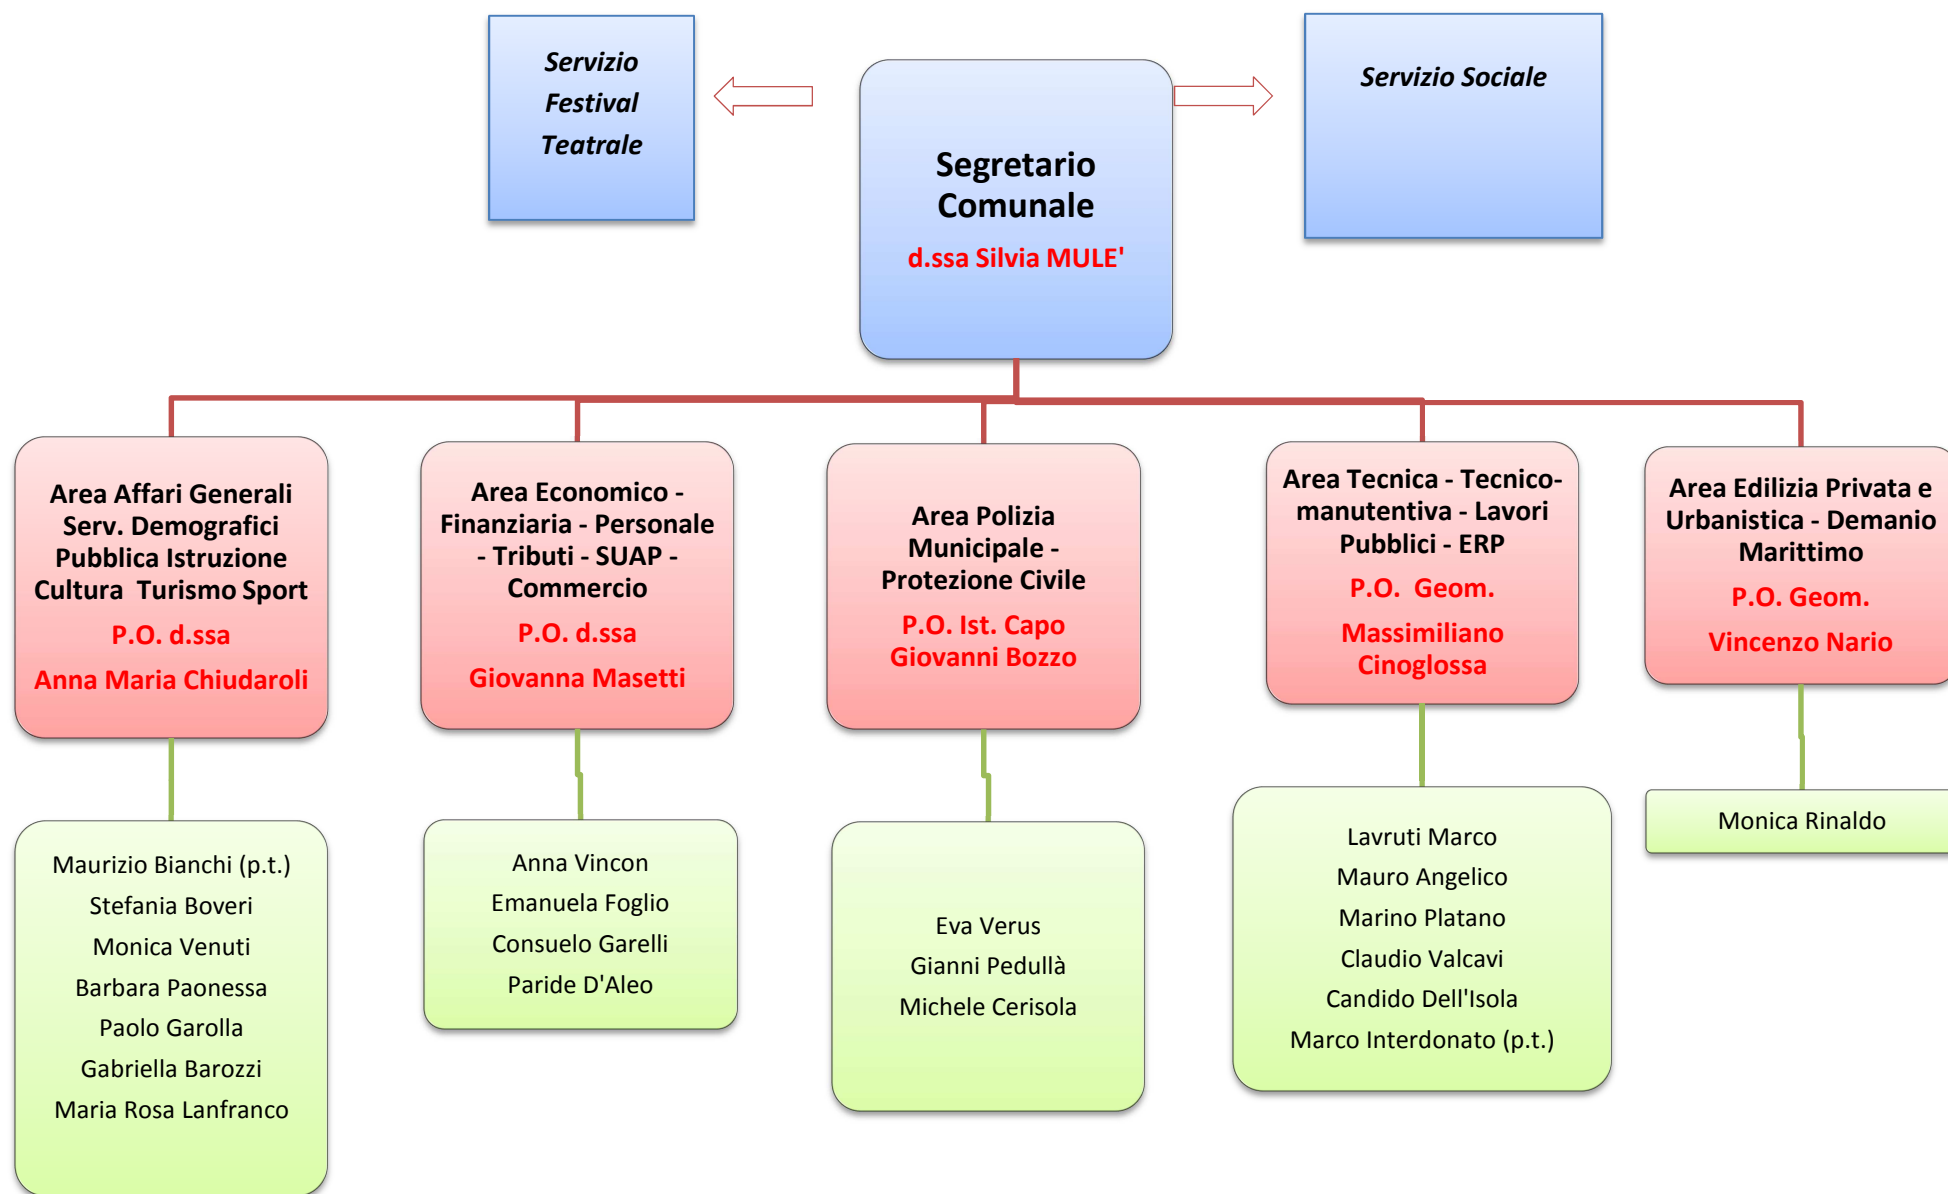 Servizio
Festival
Teatrale
Segretario
Comunale
d.ssa Silvia MULE'
Servizio Sociale
Area Affari Generali
Serv. Demografici
Pubblica Istruzione
Cultura  Turismo Sport
P.O. d.ssa
Anna Maria Chiudaroli
Area Economico -
Finanziaria - Personale
- Tributi - SUAP -
Commercio
P.O. d.ssa
Giovanna Masetti
Area Polizia
Municipale -
Protezione Civile
P.O. Ist. Capo
Giovanni Bozzo
Area Tecnica - Tecnico-
manutentiva - Lavori
Pubblici - ERP
P.O.  Geom.
Massimiliano
Cinoglossa
Area Edilizia Privata e
Urbanistica - Demanio
Marittimo
P.O. Geom.
Vincenzo Nario
Maurizio Bianchi (p.t.)
Stefania Boveri
Monica Venuti
Barbara Paonessa
Paolo Garolla
Gabriella Barozzi
Maria Rosa Lanfranco
Anna Vincon
Emanuela Foglio
Consuelo Garelli
Paride D'Aleo
Eva Verus
Gianni Pedullà
Michele Cerisola
Lavruti Marco
Mauro Angelico
Marino Platano
Claudio Valcavi
Candido Dell'Isola
Marco Interdonato (p.t.)
Monica Rinaldo